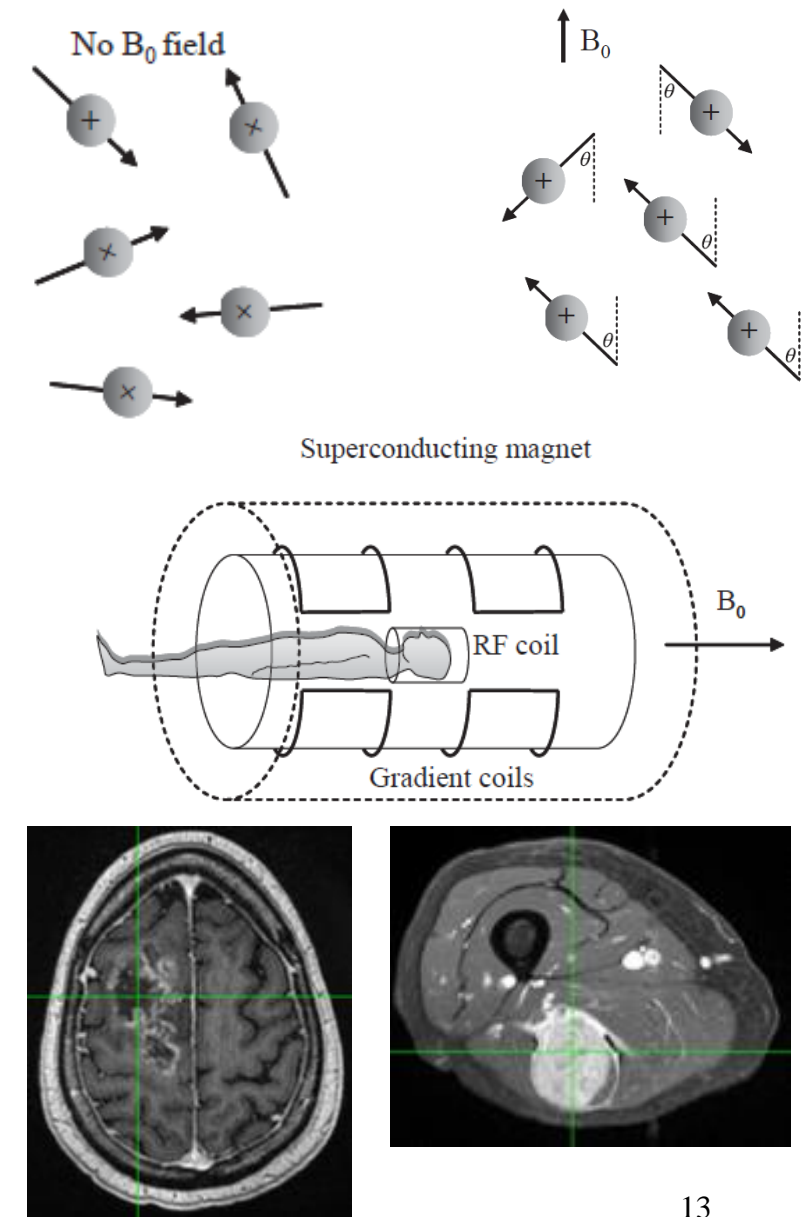 No B₀ field
B₀
θ
θ
θ
θ
θ
Superconducting magnet
B₀
RF coil
Gradient coils
13